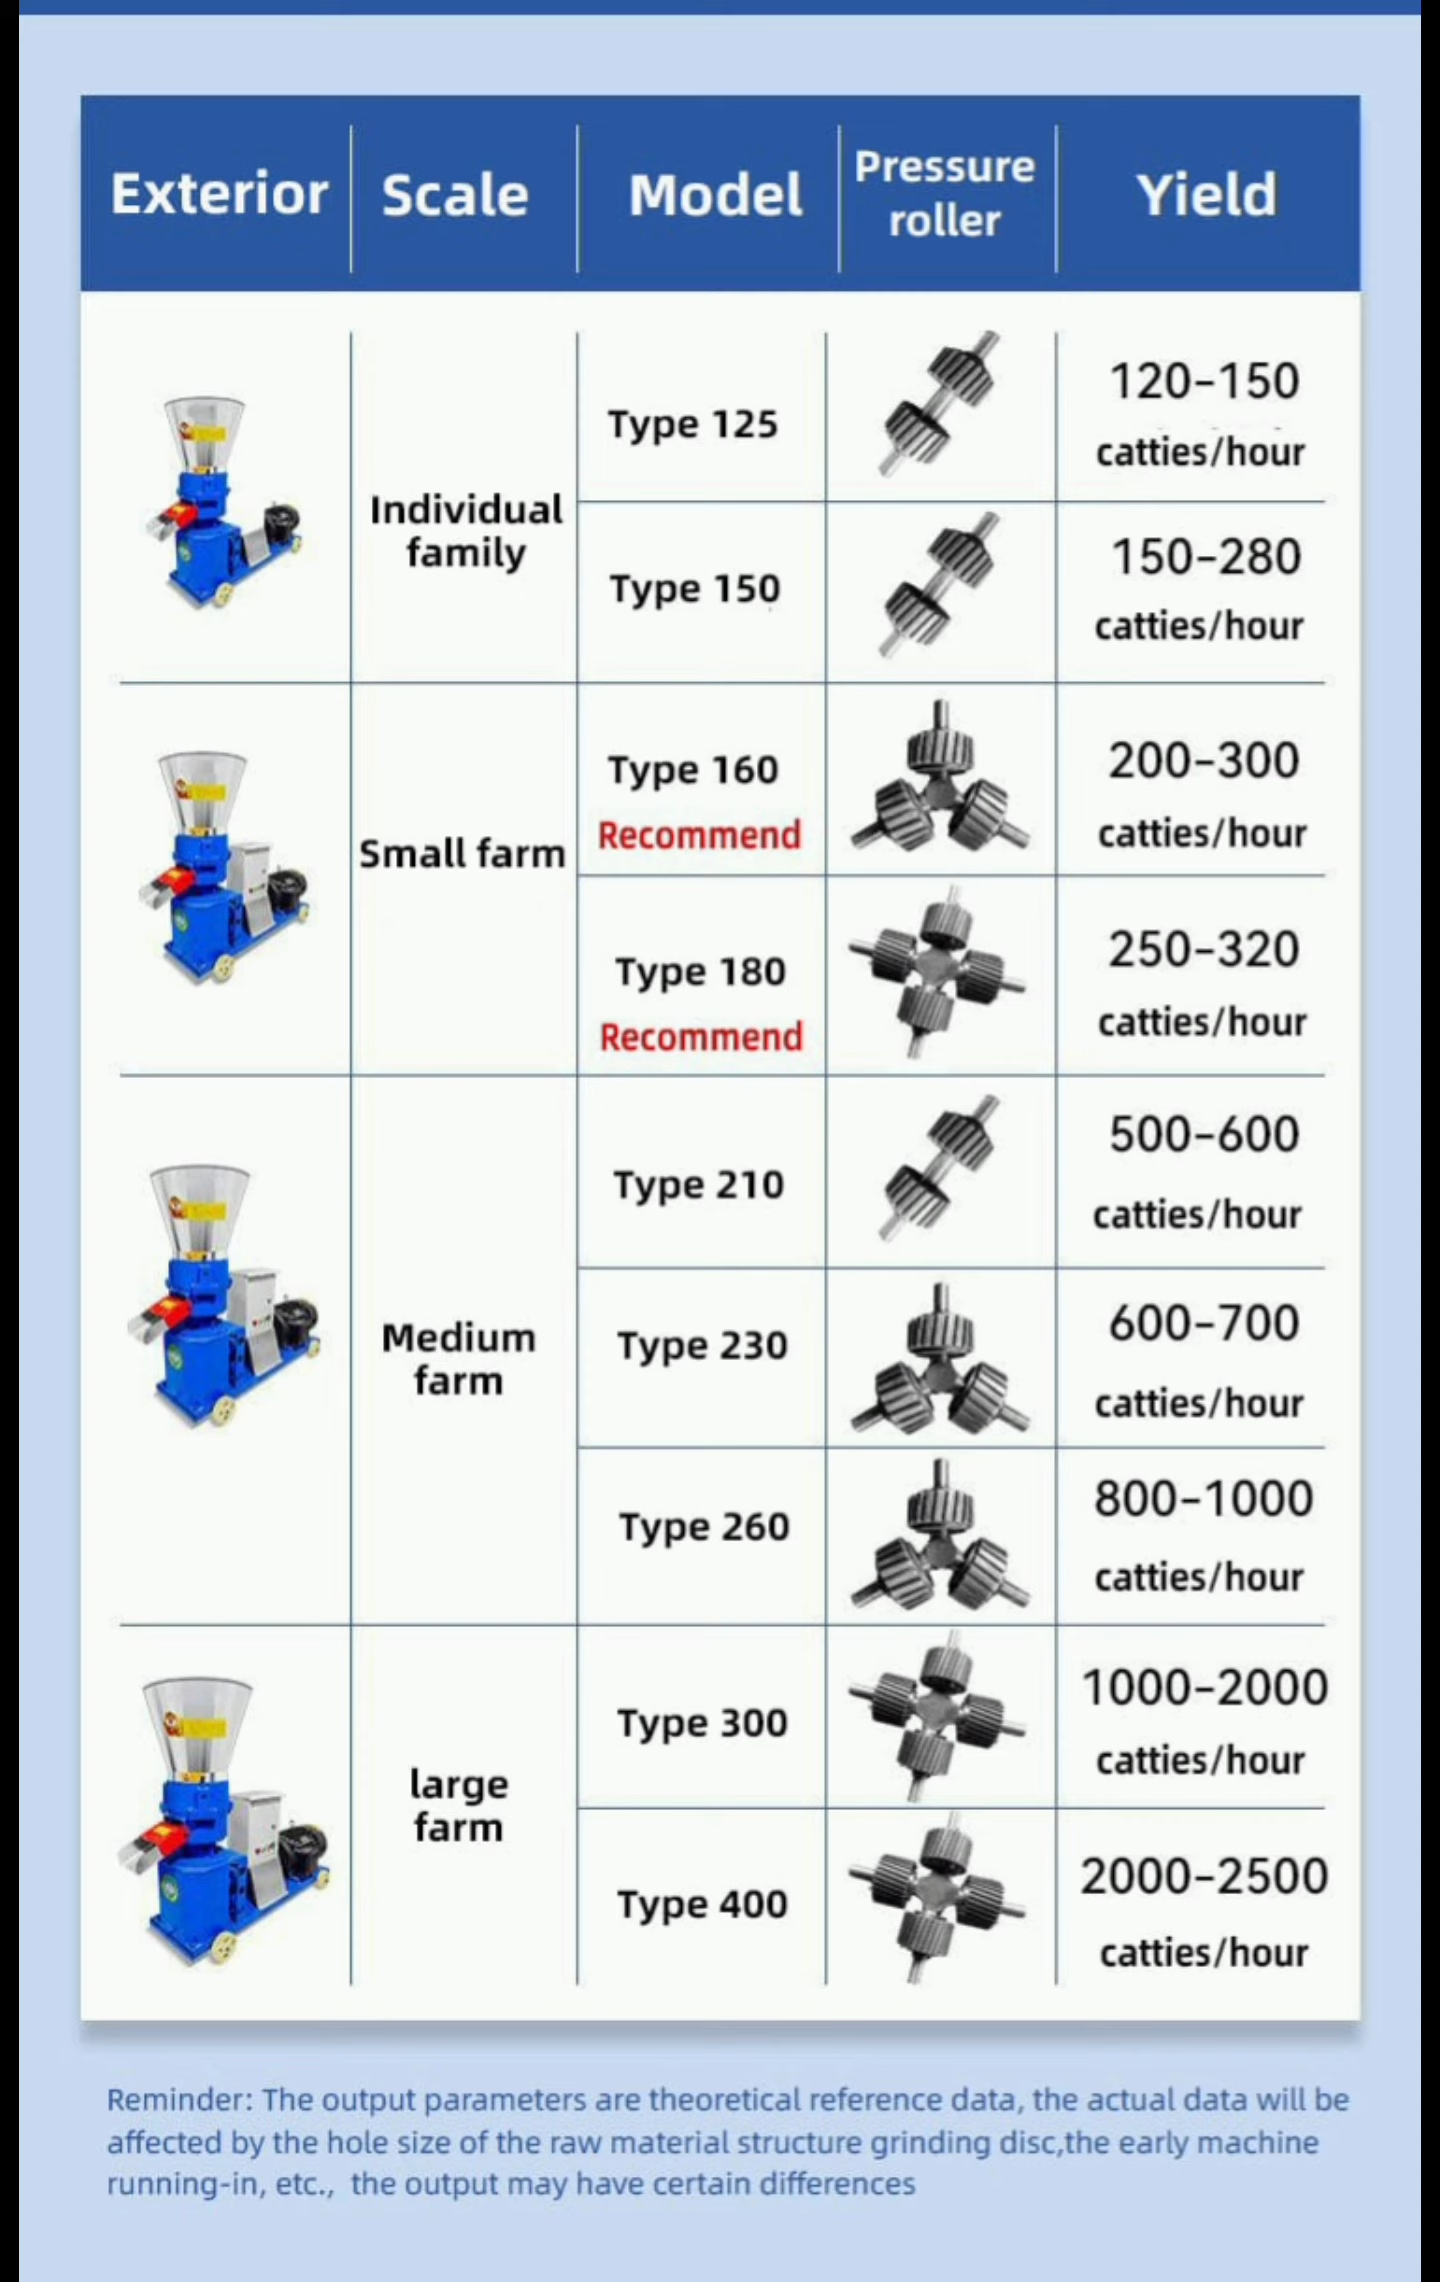 Exterior
Scale
Model
Pressure
roller
Yield
Individual
family
Type 125
120-150
catties/hour
Type 150
150-280
catties/hour
Small farm
Type 160
Recommend
200-300
catties/hour
Type 180
Recommend
250-320
catties/hour
Medium
farm
Type 210
500-600
catties/hour
Type 230
600-700
catties/hour
Type 260
800-1000
catties/hour
large
farm
Type 300
1000-2000
catties/hour
Type 400
2000-2500
catties/hour
Reminder: The output parameters are theoretical reference data, the actual data will be
affected by the hole size of the raw material structure grinding disc,the early machine
running-in, etc., the output may have certain differences